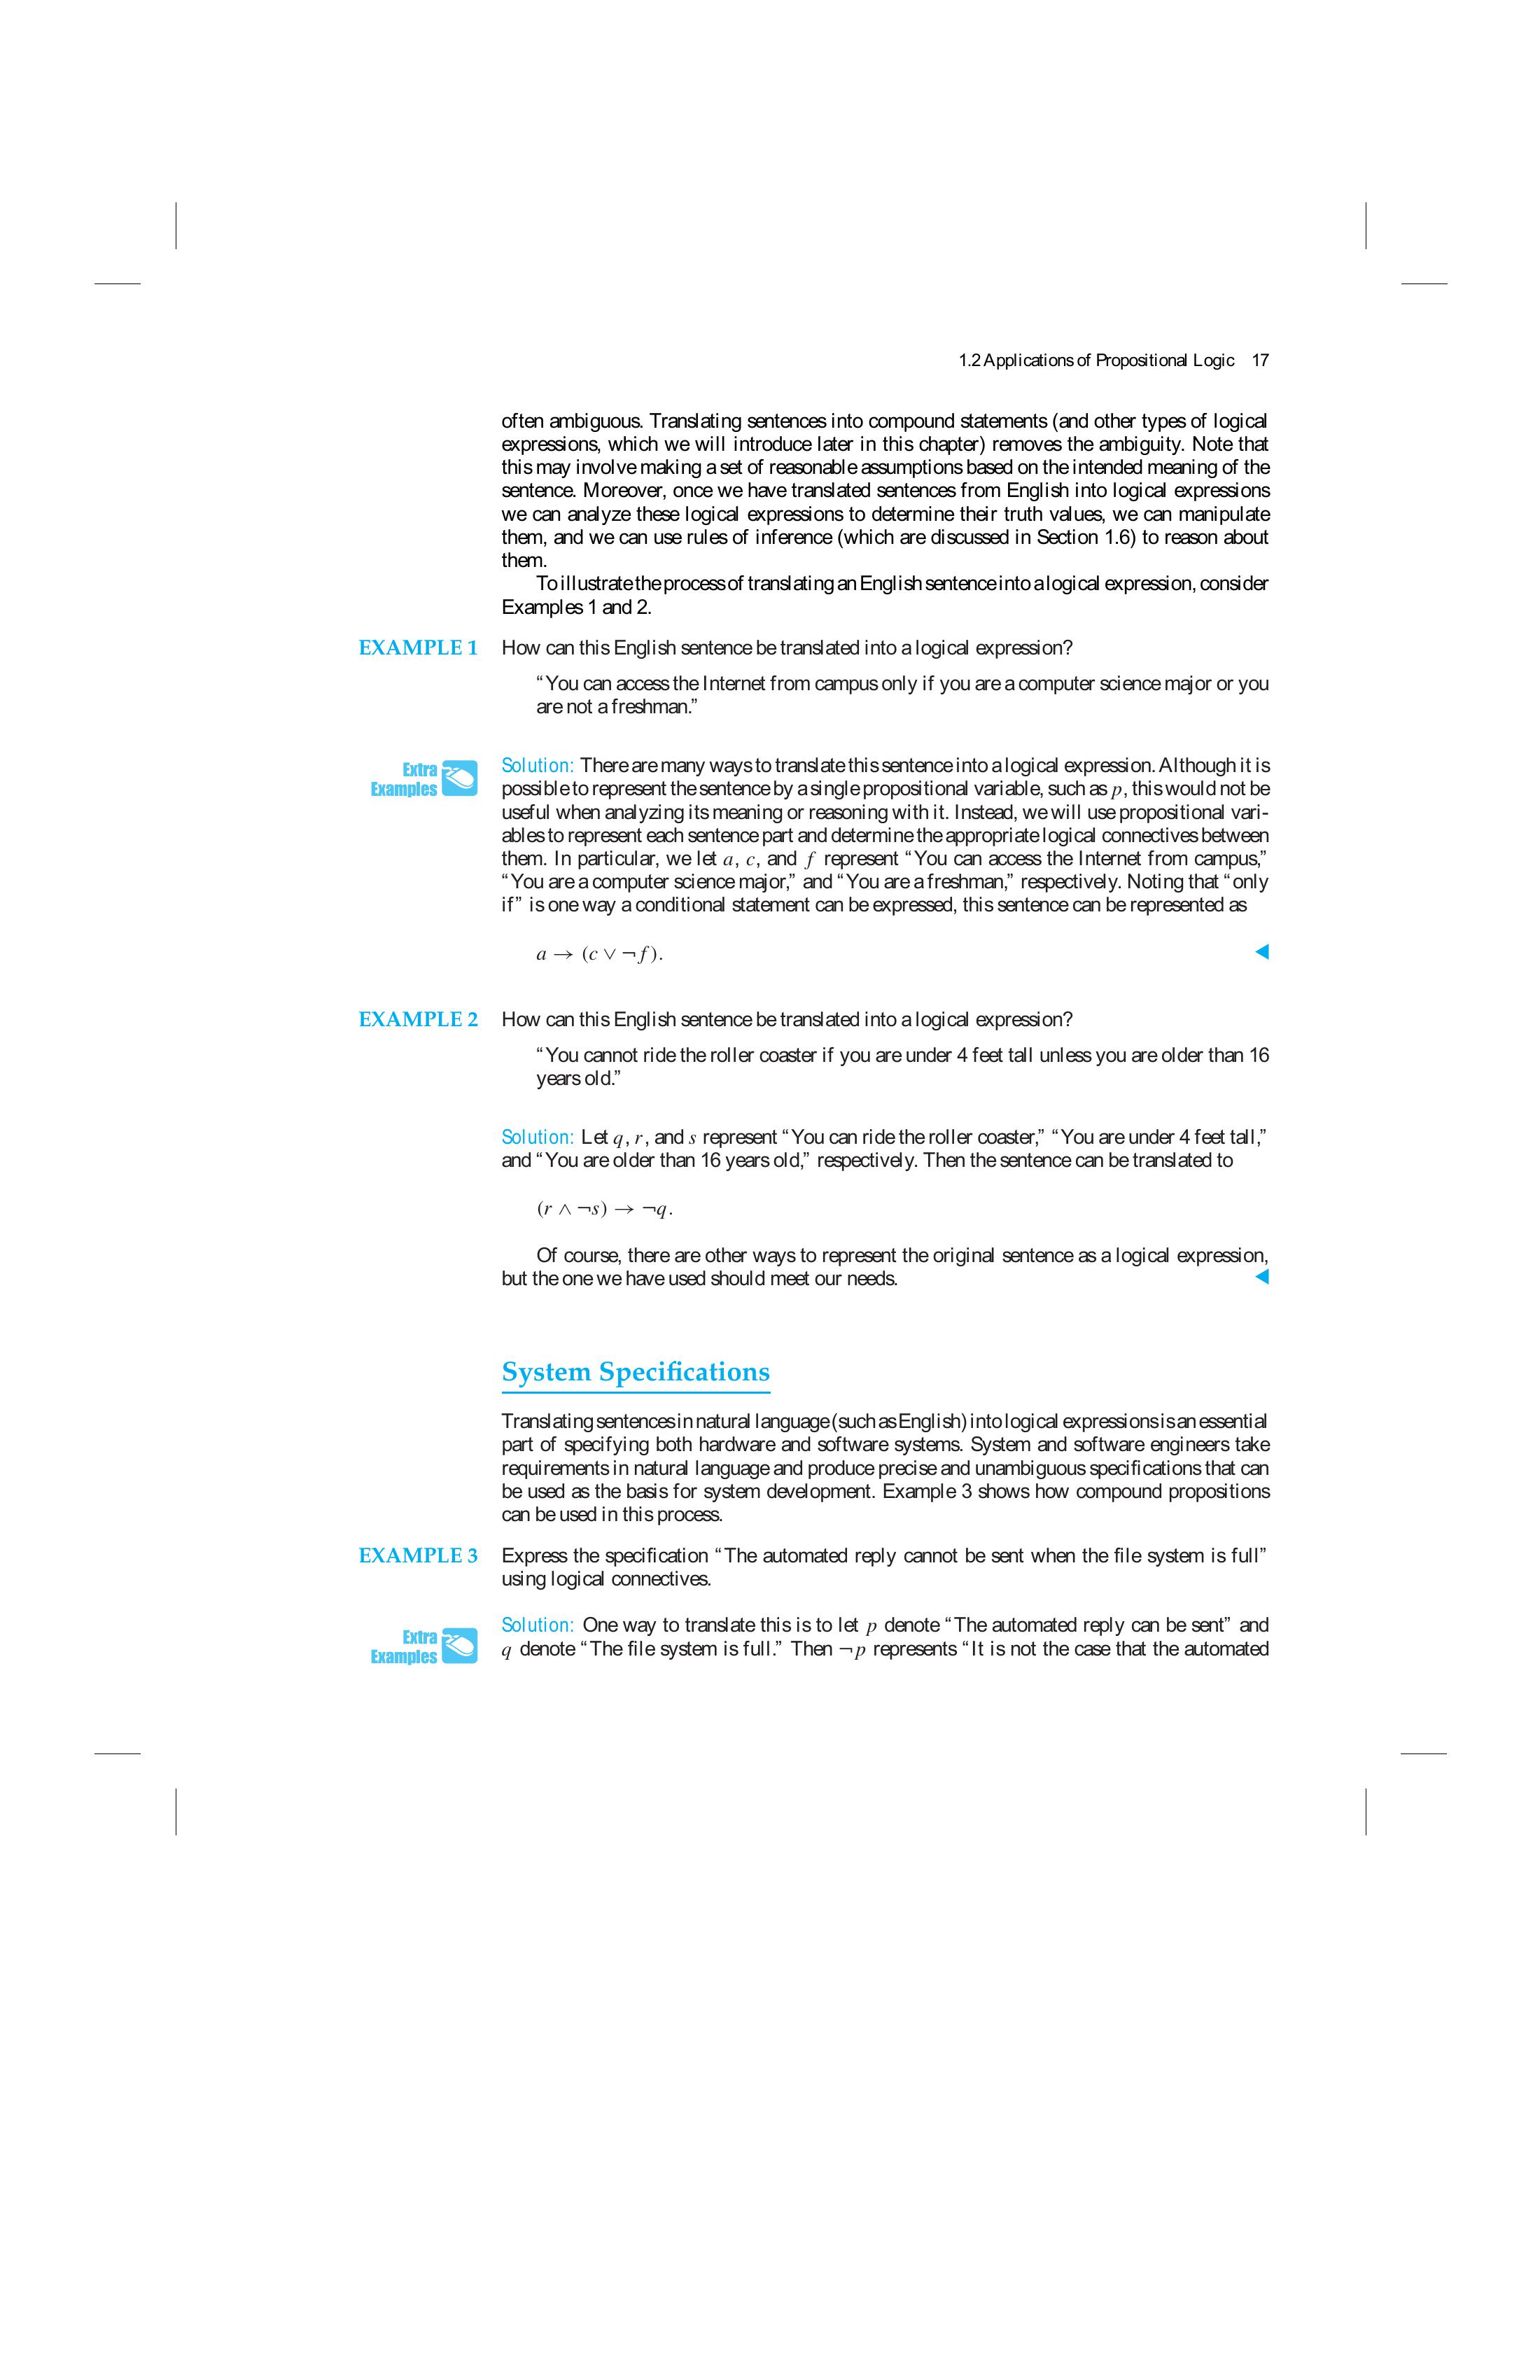 1.2 Applications of Propositional Logic 17
often ambiguous. Translating sentences into compound statements (and other types of logical
expressions, which we will introduce later in this chapter) removes the ambiguity. Note that
this may involve making a set of reasonable assumptions based on the intended meaning of the
sentence. Moreover, once we have translated sentences from English into logical expressions
we can analyze these logical expressions to determine their truth values, we can manipulate
them, and we can use rules of inference (which are discussed in Section 1.6) to reason about
them.
To illustrate the process of translating an English sentence into a logical expression, consider
Examples 1 and 2.
EXAMPLE 1 How can this English sentence be translated into a logical expression?
“You can access the Internet from campus only if you are a computer science major or you
are not a freshman.”
Extra
Examples
Solution: There are many ways to translate this sentence into a logical expression. Although it is
possible to represent the sentence by a single propositional variable, such as p, this would not be
useful when analyzing its meaning or reasoning with it. Instead, we will use propositional vari-
ables to represent each sentence part and determine the appropriate logical connectives between
them. In particular, we let a, c, and f represent “You can access the Internet from campus,”
“You are a computer science major,” and “You are a freshman,” respectively. Noting that “only
if” is one way a conditional statement can be expressed, this sentence can be represented as
a → (c ∨ ¬f).
EXAMPLE 2 How can this English sentence be translated into a logical expression?
“You cannot ride the roller coaster if you are under 4 feet tall unless you are older than 16
years old.”
Solution: Let q, r, and s represent “You can ride the roller coaster,” “You are under 4 feet tall,”
and “You are older than 16 years old,” respectively. Then the sentence can be translated to
(r ∧ ¬s) → ¬q.
Of course, there are other ways to represent the original sentence as a logical expression,
but the one we have used should meet our needs.
System Specifications
Translating sentences in natural language (such as English) into logical expressions is an essential
part of specifying both hardware and software systems. System and software engineers take
requirements in natural language and produce precise and unambiguous specifications that can
be used as the basis for system development. Example 3 shows how compound propositions
can be used in this process.
EXAMPLE 3 Express the specification “The automated reply cannot be sent when the file system is full”
using logical connectives.
Extra
Examples
Solution: One way to translate this is to let p denote “The automated reply can be sent” and
q denote “The file system is full.” Then ¬p represents “It is not the case that the automated